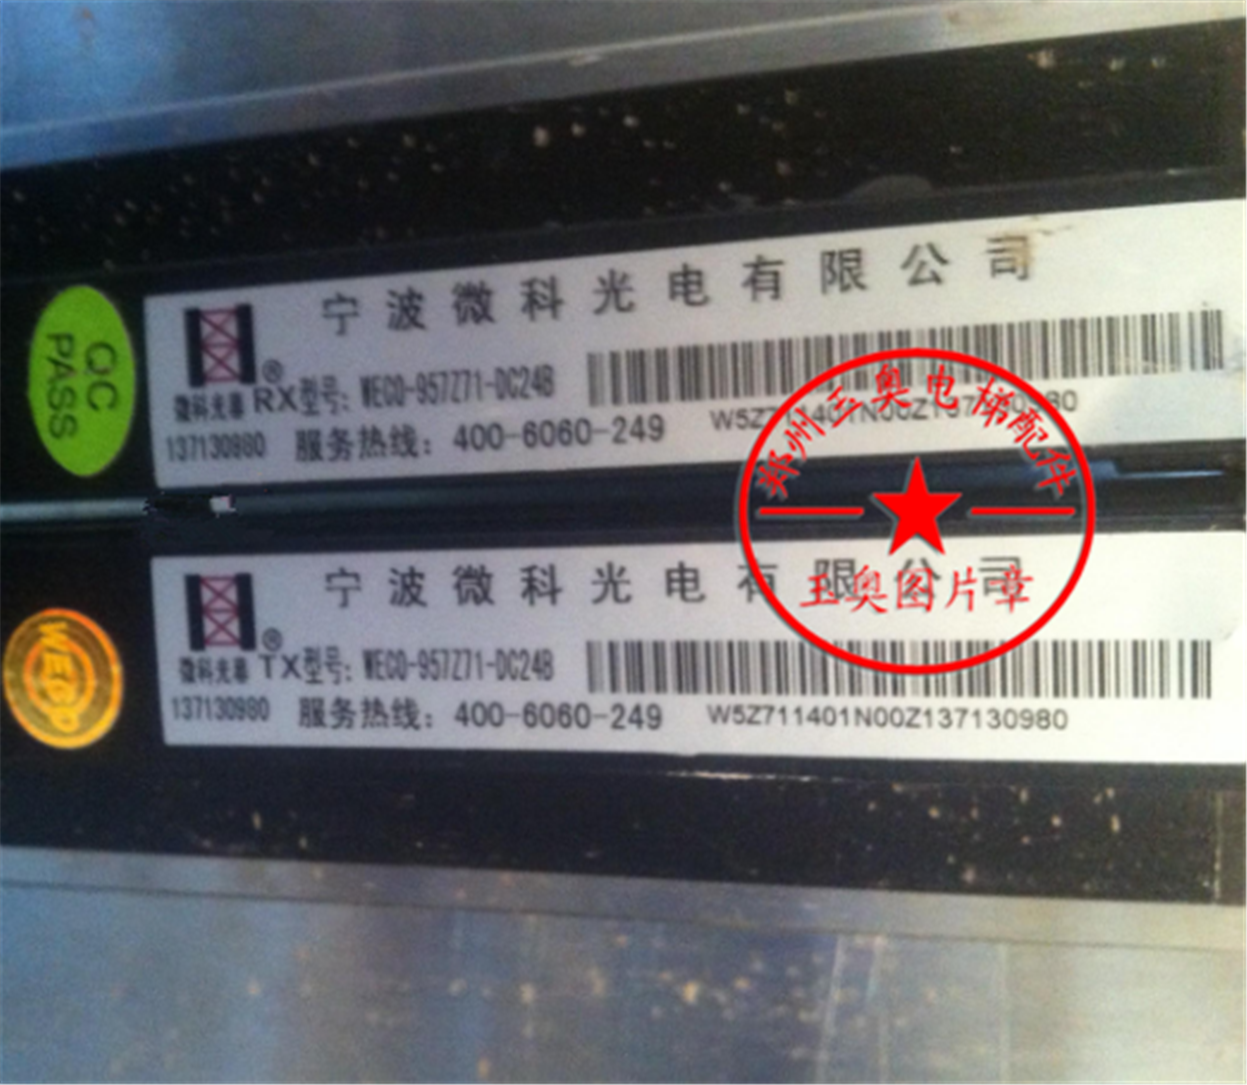 QC
PASS
宁波微科光电有限公司
®
微科光幕
RX型号: WECO-957Z71-DC24B
137130980
服务热线: 400-6060-249
W5Z711401N00Z137130980
郑州玉奥电梯配件
玉奥图片章
WECO
宁波微科光电有限公司
®
微科光幕
TX型号: WECO-957Z71-DC24B
137130980
服务热线: 400-6060-249
W5Z711401N00Z137130980